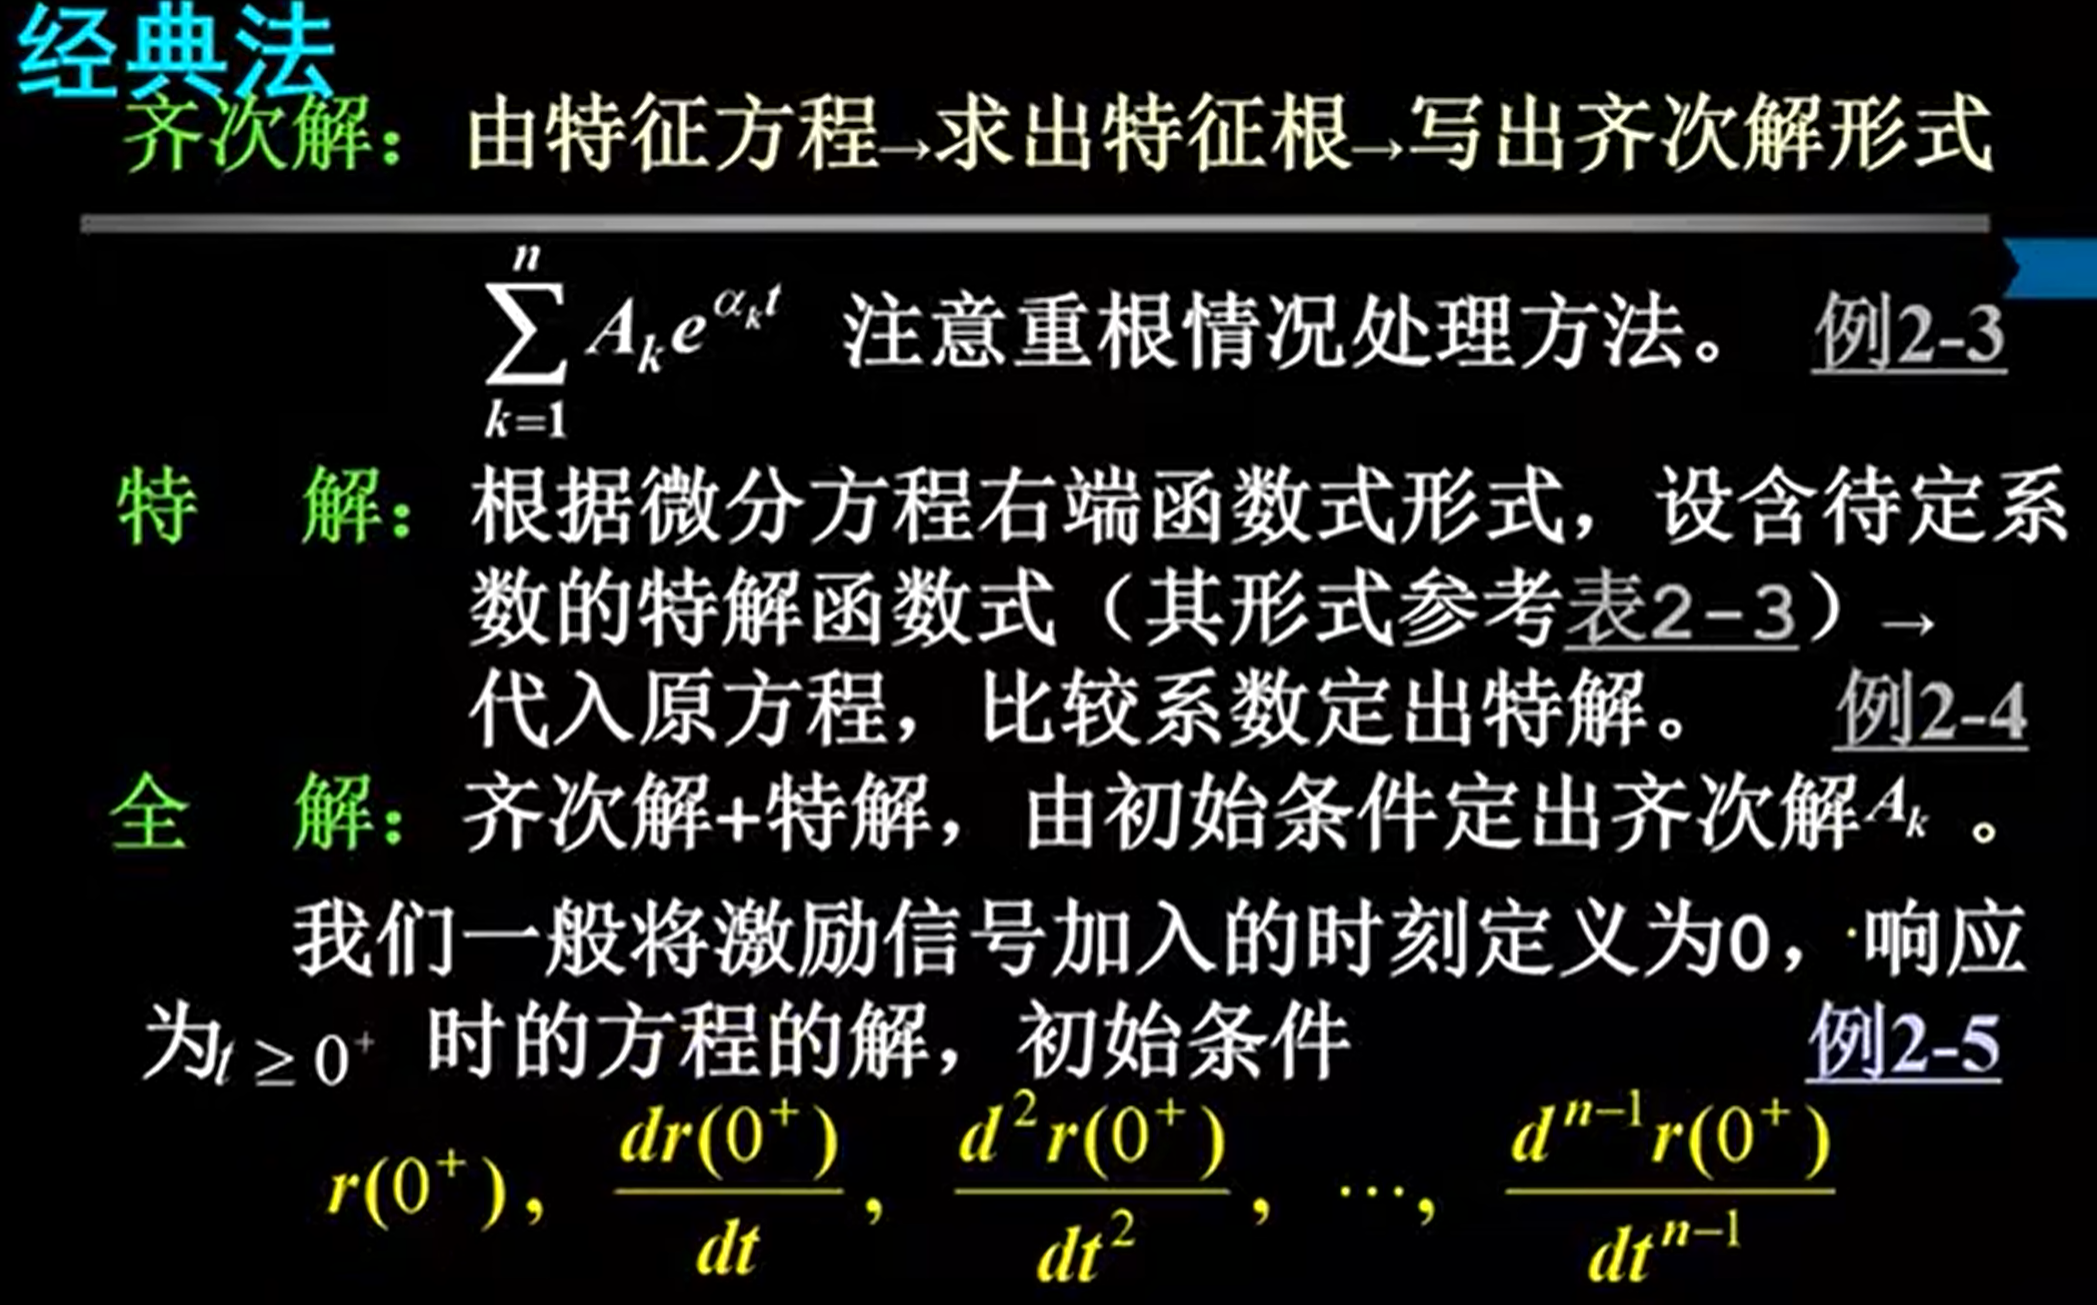 经典法
齐次解：由特征方程→求出特征根→写出齐次解形式
$\sum_{k=1}^{n} A_k e^{\alpha_k t}$ 注意重根情况处理方法。 例2-3
特 解：根据微分方程右端函数式形式，设含待定系
数的特解函数式（其形式参考表2-3）→
代入原方程，比较系数定出特解。 例2-4
全 解：齐次解+特解，由初始条件定出齐次解$A_k$。
我们一般将激励信号加入的时刻定义为0，响应
为$t \geq 0^+$ 时的方程的解，初始条件 例2-5
$r(0^+), \frac{dr(0^+)}{dt}, \frac{d^2r(0^+)}{dt^2}, \cdots, \frac{d^{n-1}r(0^+)}{dt^{n-1}}$